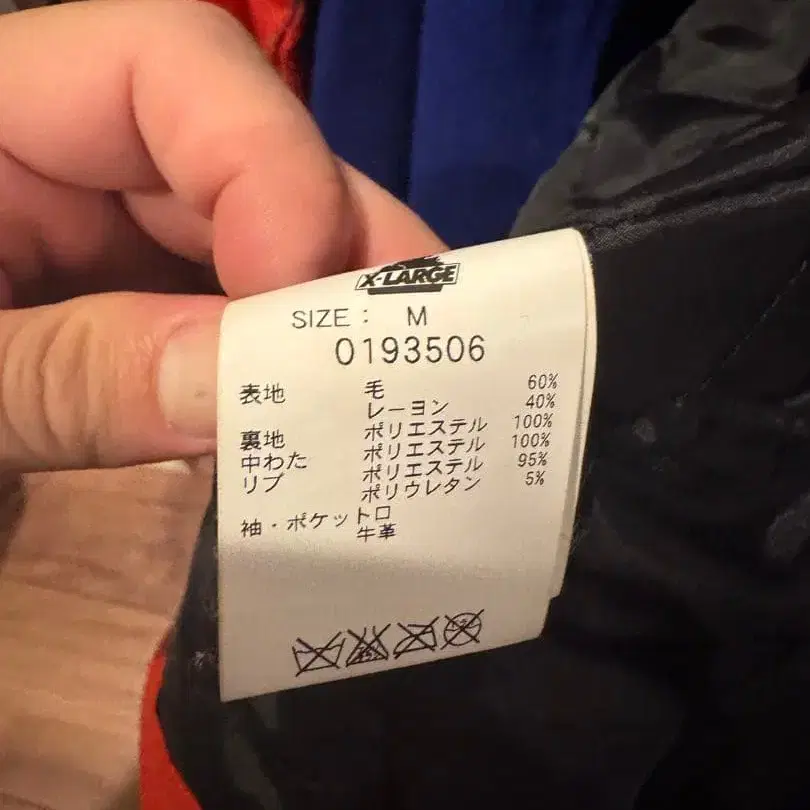 X-LARGE
SIZE : M
0193506
表地 毛 60%
レーヨン 40%
裏地 ポリエステル 100%
中わた ポリエステル 100%
リブ ポリエステル 95%
ポリウレタン 5%
袖・ポケット口
牛革